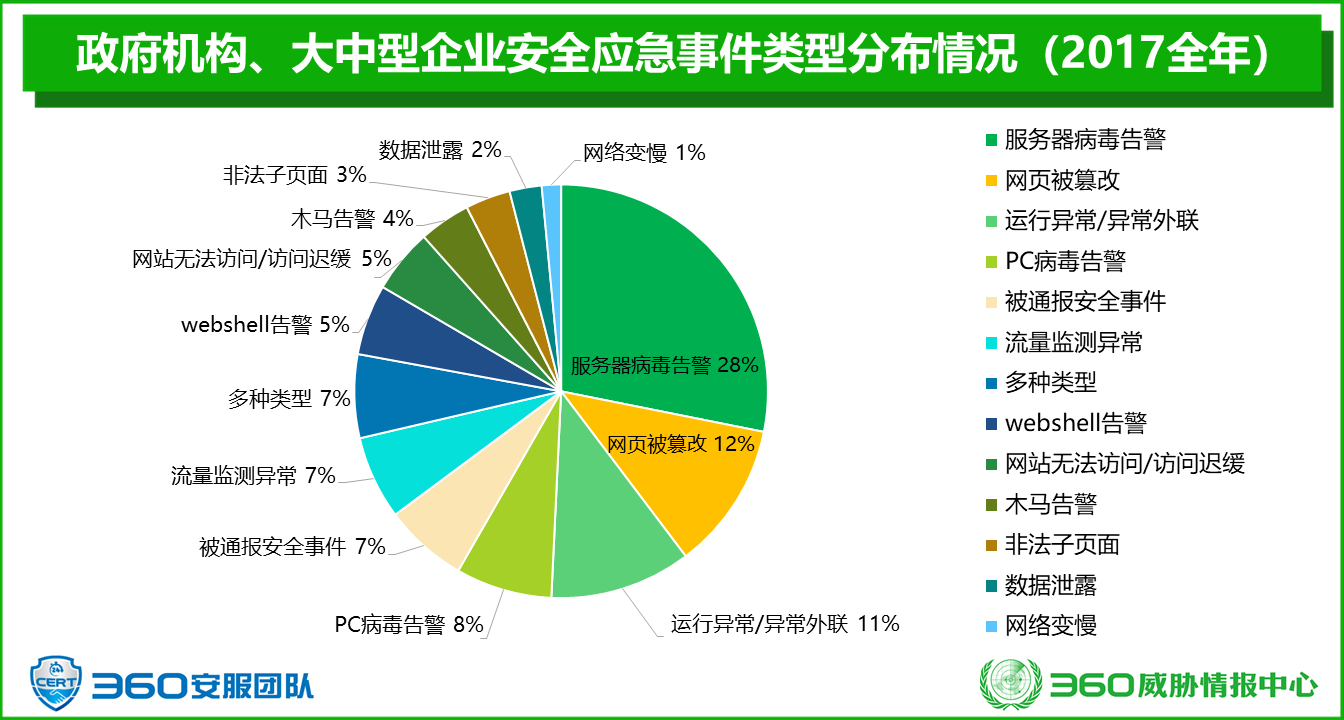 政府机构、大中型企业安全应急事件类型分布情况（2017全年）
数据泄露 2%
网络变慢 1%
非法子页面 3%
木马告警 4%
网站无法访问/访问迟缓 5%
webshell告警 5%
多种类型 7%
流量监测异常 7%
被通报安全事件 7%
PC病毒告警 8%
运行异常/异常外联 11%
网页被篡改 12%
服务器病毒告警 28%
服务器病毒告警
网页被篡改
运行异常/异常外联
PC病毒告警
被通报安全事件
流量监测异常
多种类型
webshell告警
网站无法访问/访问迟缓
木马告警
非法子页面
数据泄露
网络变慢
24
CERT
360安服团队
360威胁情报中心